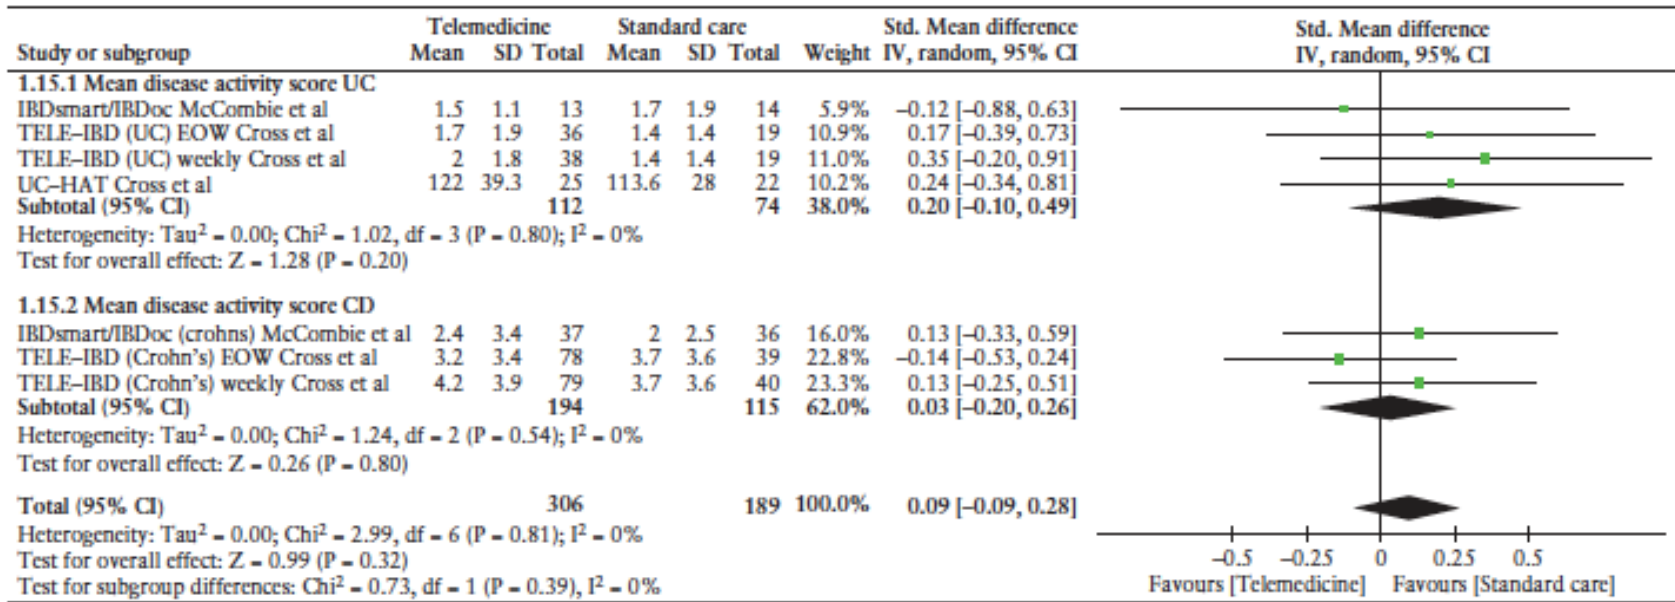 Telemedicine Standard care Std. Mean difference Std. Mean difference
Study or subgroup Mean SD Total Mean SD Total Weight IV, random, 95% CI IV, random, 95% CI
1.15.1 Mean disease activity score UC
IBDsmart/IBDoc McCombie et al 1.5 1.1 13 1.7 1.9 14 5.9% –0.12 [–0.88, 0.63]
TELE–IBD (UC) EOW Cross et al 1.7 1.9 36 1.4 1.4 19 10.9% 0.17 [–0.39, 0.73]
TELE–IBD (UC) weekly Cross et al 2 1.8 38 1.4 1.4 19 11.0% 0.35 [–0.20, 0.91]
UC–HAT Cross et al 122 39.3 25 113.6 28 22 10.2% 0.24 [–0.34, 0.81]
Subtotal (95% CI) 112 74 38.0% 0.20 [–0.10, 0.49]
Heterogeneity: Tau² = 0.00; Chi² = 1.02, df = 3 (P = 0.80); I² = 0%
Test for overall effect: Z = 1.28 (P = 0.20)
1.15.2 Mean disease activity score CD
IBDsmart/IBDoc (crohns) McCombie et al 2.4 3.4 37 2 2.5 36 16.0% 0.13 [–0.33, 0.59]
TELE–IBD (Crohn's) EOW Cross et al 3.2 3.4 78 3.7 3.6 39 22.8% –0.14 [–0.53, 0.24]
TELE–IBD (Crohn's) weekly Cross et al 4.2 3.9 79 3.7 3.6 40 23.3% 0.13 [–0.25, 0.51]
Subtotal (95% CI) 194 115 62.0% 0.03 [–0.20, 0.26]
Heterogeneity: Tau² = 0.00; Chi² = 1.24, df = 2 (P = 0.54); I² = 0%
Test for overall effect: Z = 0.26 (P = 0.80)
Total (95% CI) 306 189 100.0% 0.09 [–0.09, 0.28]
Heterogeneity: Tau² = 0.00; Chi² = 2.99, df = 6 (P = 0.81); I² = 0%
Test for overall effect: Z = 0.99 (P = 0.32)
Test for subgroup differences: Chi² = 0.73, df = 1 (P = 0.39), I² = 0%
–0.5 –0.25 0 0.25 0.5
Favours [Telemedicine] Favours [Standard care]